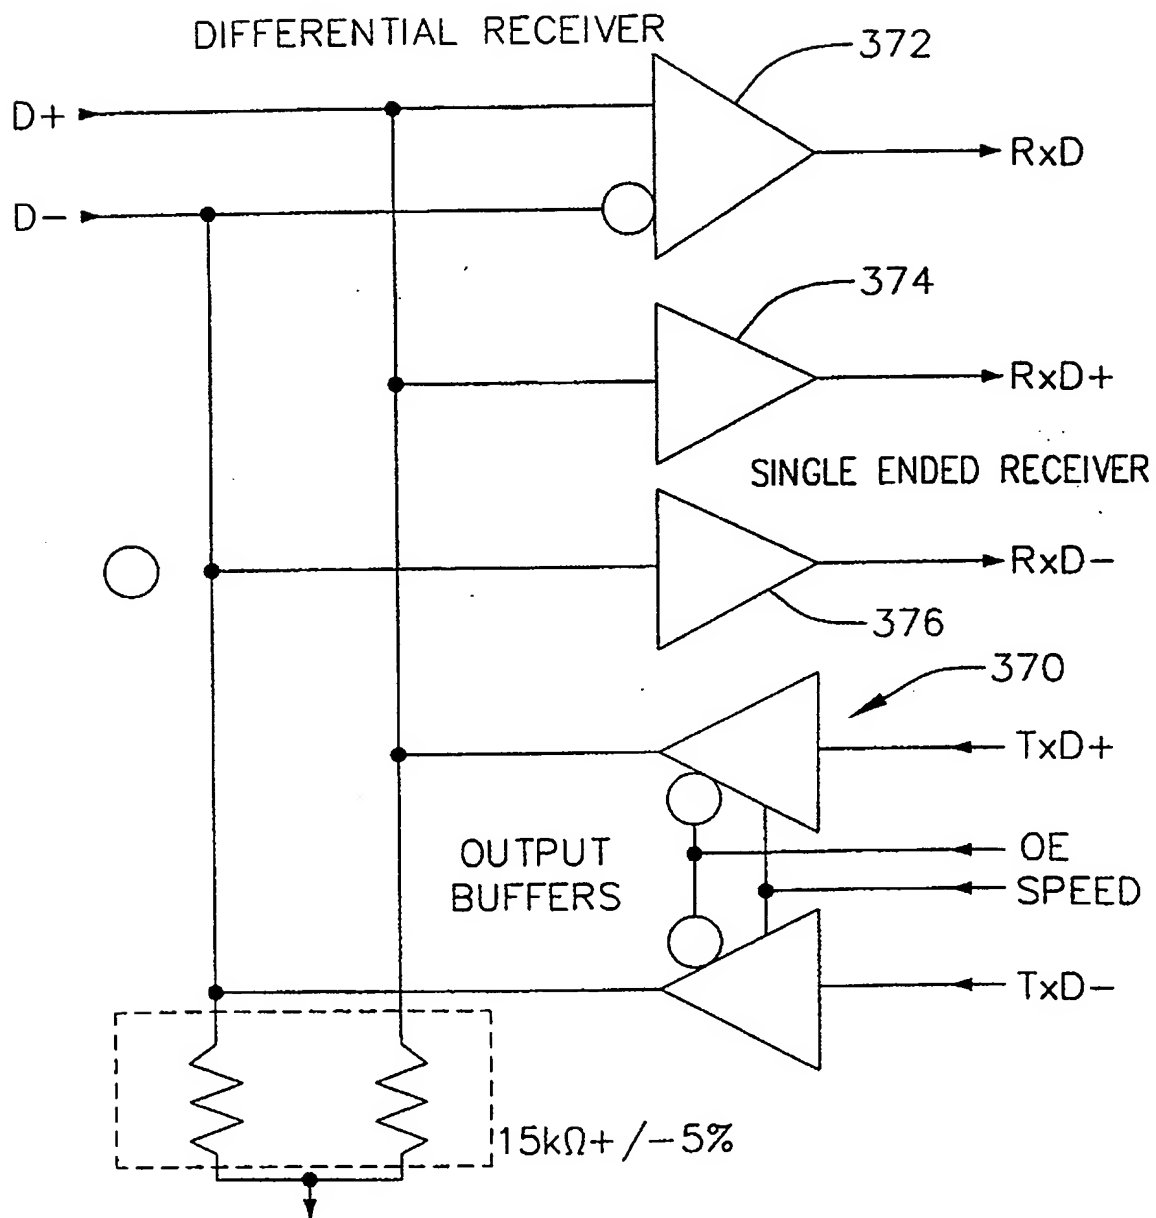 DIFFERENTIAL RECEIVER
372
D+
RxD
D-
374
RxD+
SINGLE ENDED RECEIVER
RxD-
376
370
TxD+
OUTPUT
BUFFERS
OE
SPEED
TxD-
15kΩ+/-5%